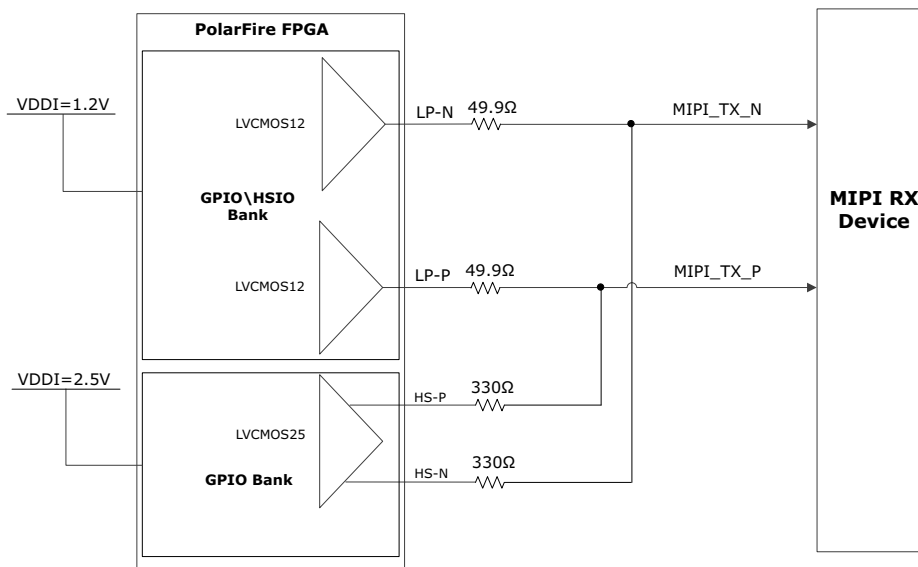 PolarFire FPGA
VDDI=1.2V
LVCMOS12
LP-N
49.9Ω
MIPI_TX_N
GPIO\HSIO
Bank
MIPI RX
Device
LVCMOS12
LP-P
49.9Ω
MIPI_TX_P
VDDI=2.5V
HS-P
330Ω
LVCMOS25
GPIO Bank
HS-N
330Ω